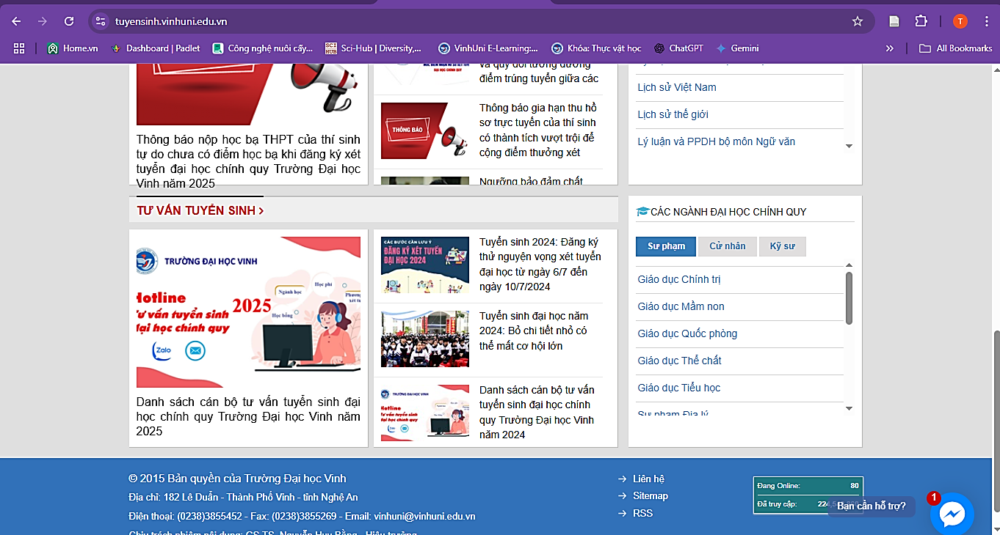 tuyensinh.vinhuni.edu.vn
T
Home.vn
Dashboard | Padlet
Công nghệ nuôi cấy...
SCI HUB
Sci-Hub | Diversity,...
VinhUni E-Learning:...
Khóa: Thực vật học
ChatGPT
Gemini
All Bookmarks
Thông báo nộp học bạ THPT của thí sinh
tự do chưa có điểm học bạ khi đăng ký xét
tuyển đại học chính quy Trường Đại học
Vinh năm 2025
và quy đổi tương đương
điểm trúng tuyển giữa các
THÔNG BÁO
Thông báo gia hạn thu hồ
sơ trực tuyến của thí sinh
có thành tích vượt trội để
cộng điểm thưởng xét
Ngưỡng bảo đảm chất
Lịch sử Việt Nam
Lịch sử thế giới
Lý luận và PPDH bộ môn Ngữ văn
TƯ VẤN TUYỂN SINH
TRƯỜNG ĐẠI HỌC VINH
Hotline
2025
Tư vấn tuyển sinh
đại học chính quy
Zalo
Ngành học
Học phí
Học bổng
Danh sách cán bộ tư vấn tuyển sinh đại
học chính quy Trường Đại học Vinh năm
2025
CÁC BƯỚC CẦN LƯU Ý
ĐĂNG KÝ XÉT TUYỂN
ĐẠI HỌC 2024
Tuyển sinh 2024: Đăng ký
thử nguyện vọng xét tuyển
đại học từ ngày 6/7 đến
ngày 10/7/2024
Tuyển sinh đại học năm
2024: Bỏ chi tiết nhỏ có
thể mất cơ hội lớn
TRƯỜNG ĐẠI HỌC VINH
Hotline
Tư vấn tuyển sinh
đại học chính quy
Danh sách cán bộ tư vấn
tuyển sinh đại học chính
quy Trường Đại học Vinh
năm 2024
CÁC NGÀNH ĐẠI HỌC CHÍNH QUY
Sư phạm
Cử nhân
Kỹ sư
Giáo dục Chính trị
Giáo dục Mầm non
Giáo dục Quốc phòng
Giáo dục Thể chất
Giáo dục Tiểu học
Sư phạm Địa lý
© 2015 Bản quyền của Trường Đại học Vinh
Địa chỉ: 182 Lê Duẩn - Thành Phố Vinh - tỉnh Nghệ An
Điện thoại: (0238)3855452 - Fax: (0238)3855269 - Email: vinhuni@vinhuni.edu.vn
Chịu trách nhiệm nội dung: GS.TS. Nguyễn Huy Bằng - Hiệu trưởng
Liên hệ
Sitemap
RSS
Đang Online: 80
Đã truy cập:
Bạn cần hỗ trợ?
1